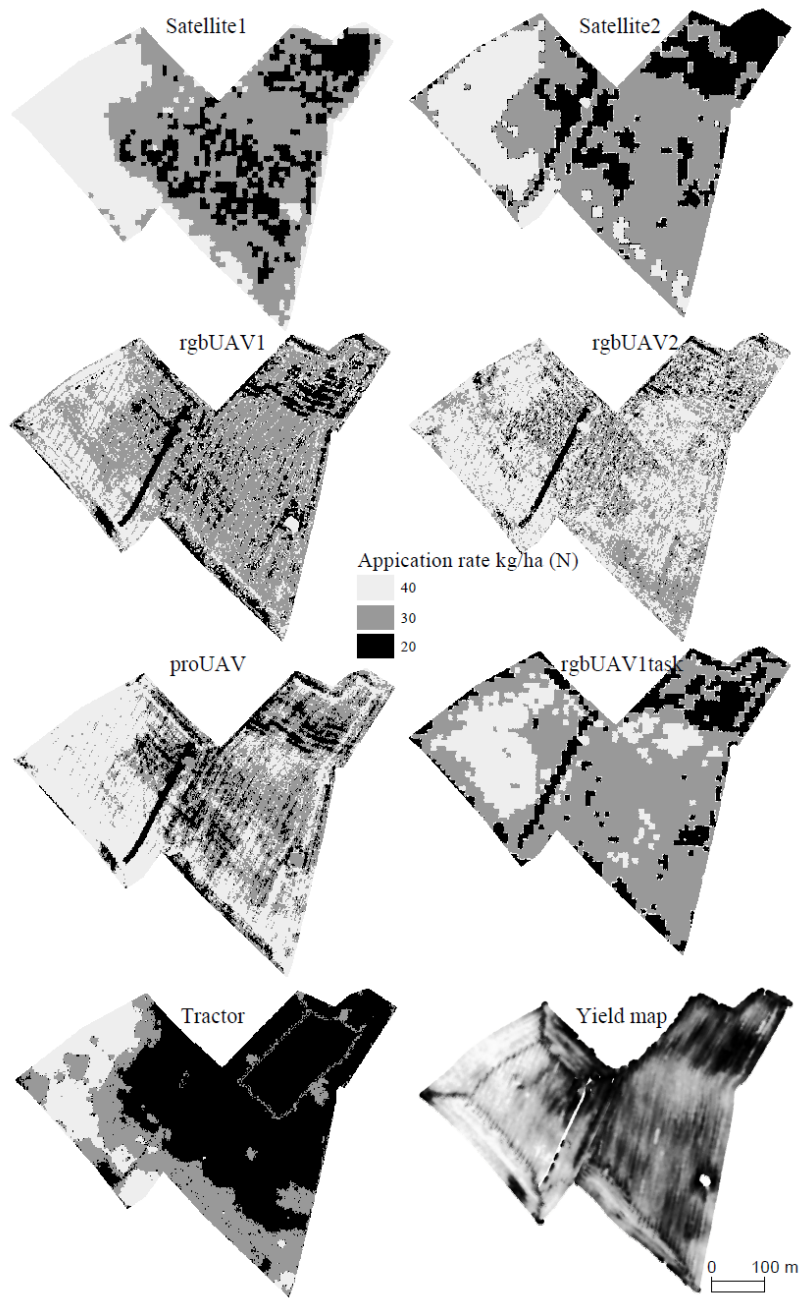 Satellite1
Satellite2
rgbUAV1
rgbUAV2
Appication rate kg/ha (N)
40
30
20
proUAV
rgbUAV1task
Tractor
Yield map
0 100 m